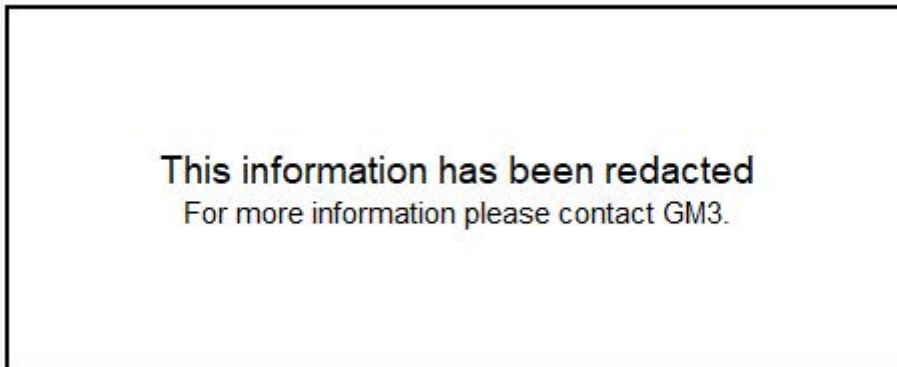 This information has been redacted
For more information please contact GM3.